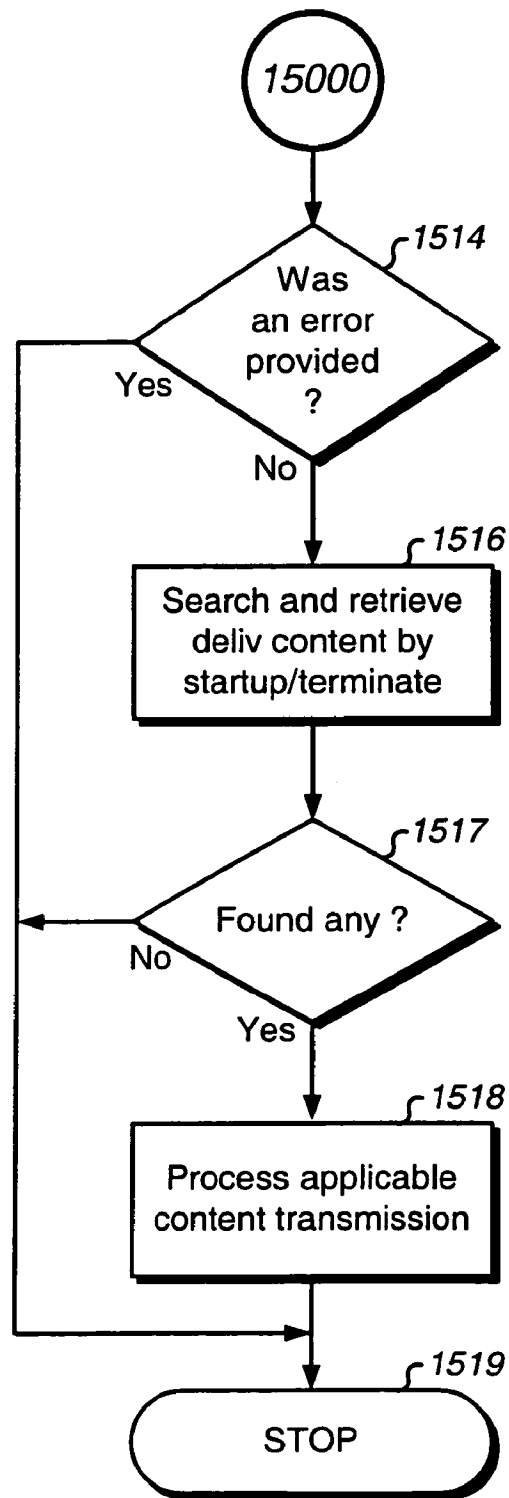 15000
1514
Was
an error
provided
?
Yes
No
1516
Search and retrieve
deliv content by
startup/terminate
1517
Found any ?
No
Yes
1518
Process applicable
content transmission
1519
STOP